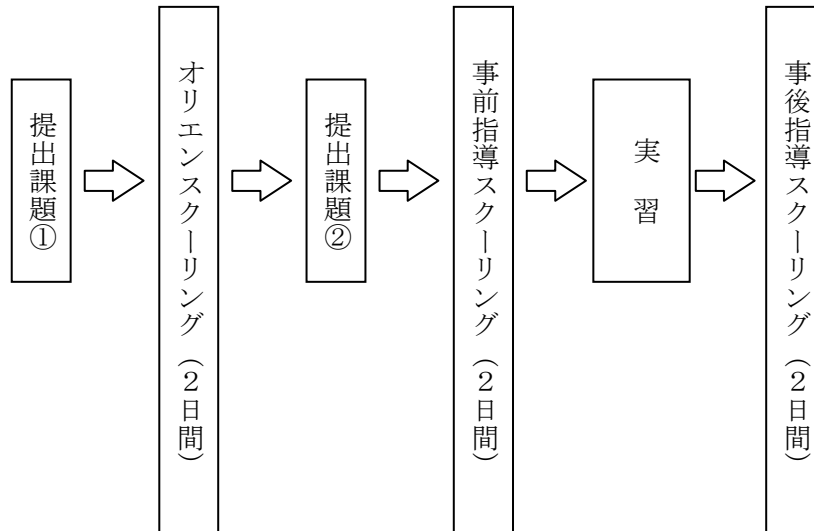 提出課題①
オリエンスクーリング（２日間）
提出課題②
事前指導スクーリング（２日間）
実習
事後指導スクーリング（２日間）